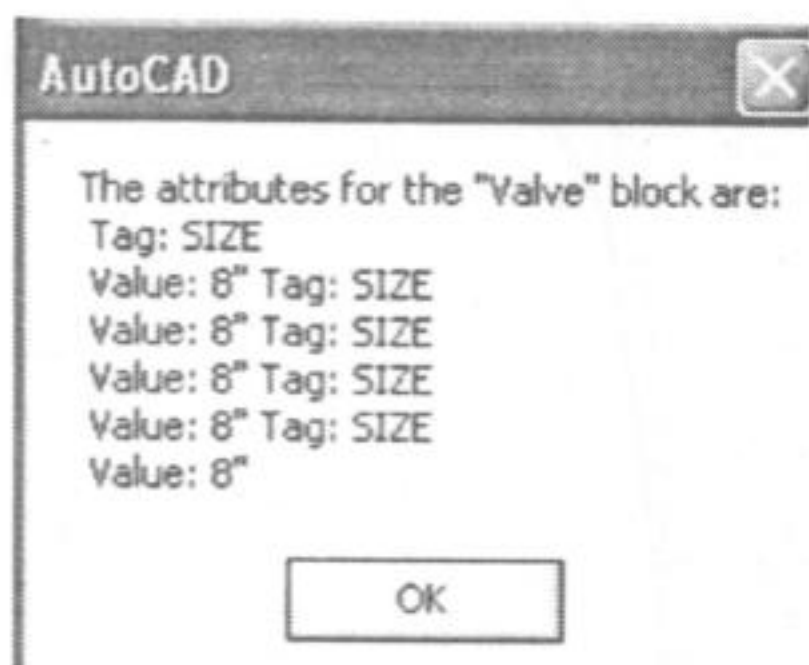 AutoCAD
The attributes for the "Valve" block are:
Tag: SIZE
Value: 8" Tag: SIZE
Value: 8" Tag: SIZE
Value: 8" Tag: SIZE
Value: 8" Tag: SIZE
Value: 8"
OK